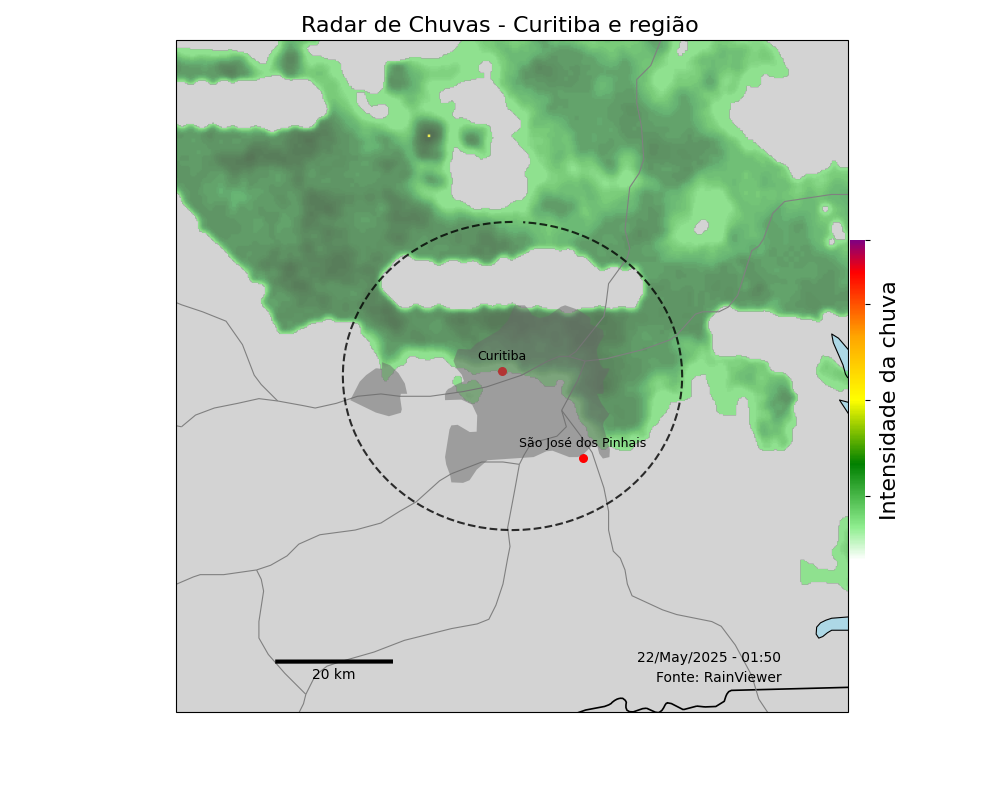 Radar de Chuvas - Curitiba e região
Curitiba
São José dos Pinhais
Intensidade da chuva
22/May/2025 - 01:50
20 km
Fonte: RainViewer